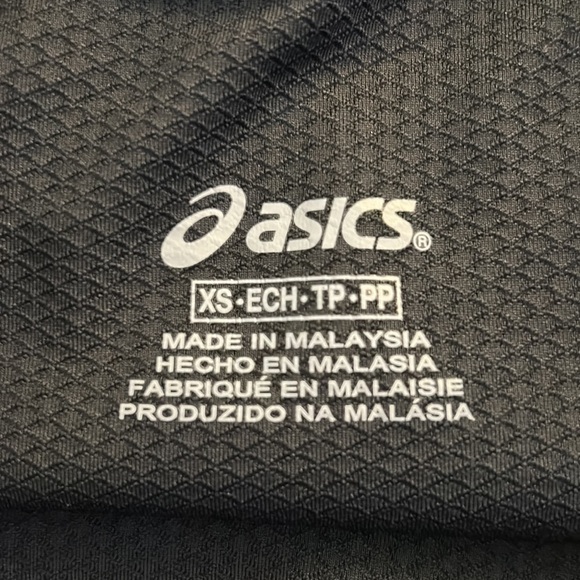 asics®
XS•ECH•TP•PP
MADE IN MALAYSIA
HECHO EN MALASIA
FABRIQUÉ EN MALAISIE
PRODUZIDO NA MALÁSIA